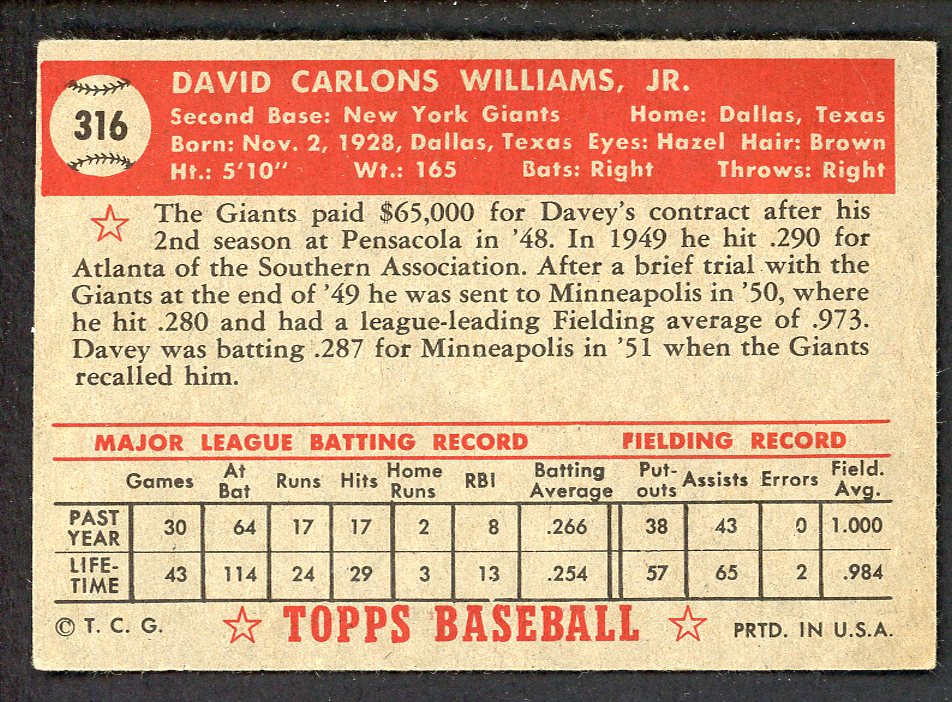 316
DAVID CARLONS WILLIAMS, JR.
Second Base: New York Giants Home: Dallas, Texas
Born: Nov. 2, 1928, Dallas, Texas Eyes: Hazel Hair: Brown
Ht.: 5'10" Wt.: 165 Bats: Right Throws: Right
The Giants paid $65,000 for Davey's contract after his
2nd season at Pensacola in '48. In 1949 he hit .290 for
Atlanta of the Southern Association. After a brief trial with the
Giants at the end of '49 he was sent to Minneapolis in '50, where
he hit .280 and had a league-leading Fielding average of .973.
Davey was batting .287 for Minneapolis in '51 when the Giants
recalled him.
MAJOR LEAGUE BATTING RECORD FIELDING RECORD
Games At Bat Runs Hits Home Runs RBI Batting Average Put-outs Assists Errors Field. Avg.
PAST YEAR 30 64 17 17 2 8 .266 38 43 0 1.000
LIFE-TIME 43 114 24 29 3 13 .254 57 65 2 .984
© T. C. G. TOPPS BASEBALL PRTD. IN U.S.A.